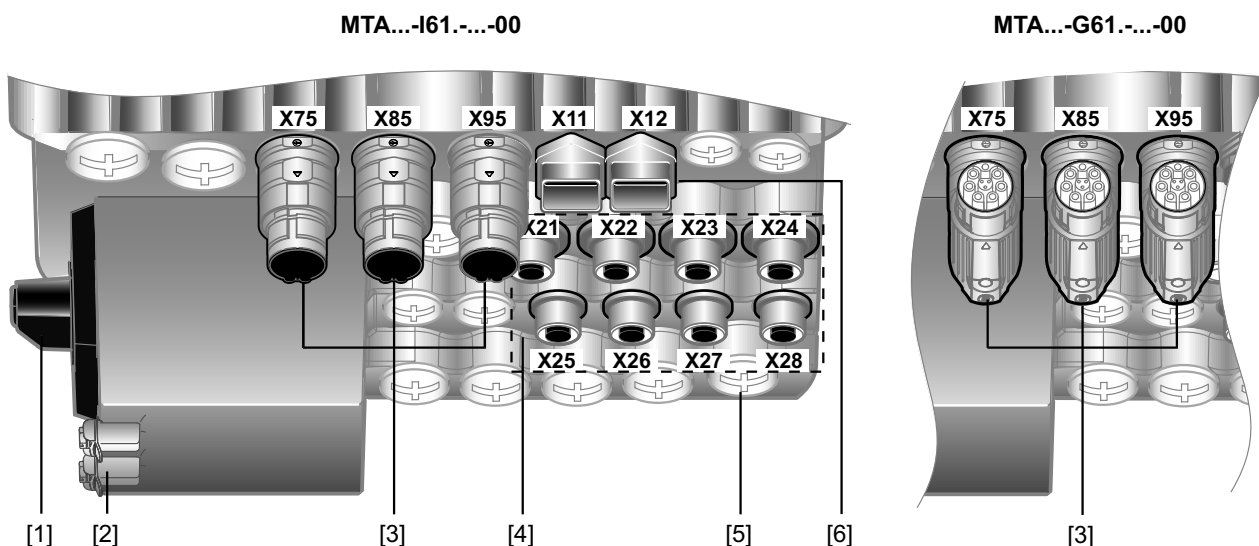 MTA...-I61.-...-00
MTA...-G61.-...-00
X75 X85 X95 X11 X12
X75 X85 X95
X21 X22 X23 X24
X25 X26 X27 X28
[1] [2] [3] [4] [5] [6]
[3]